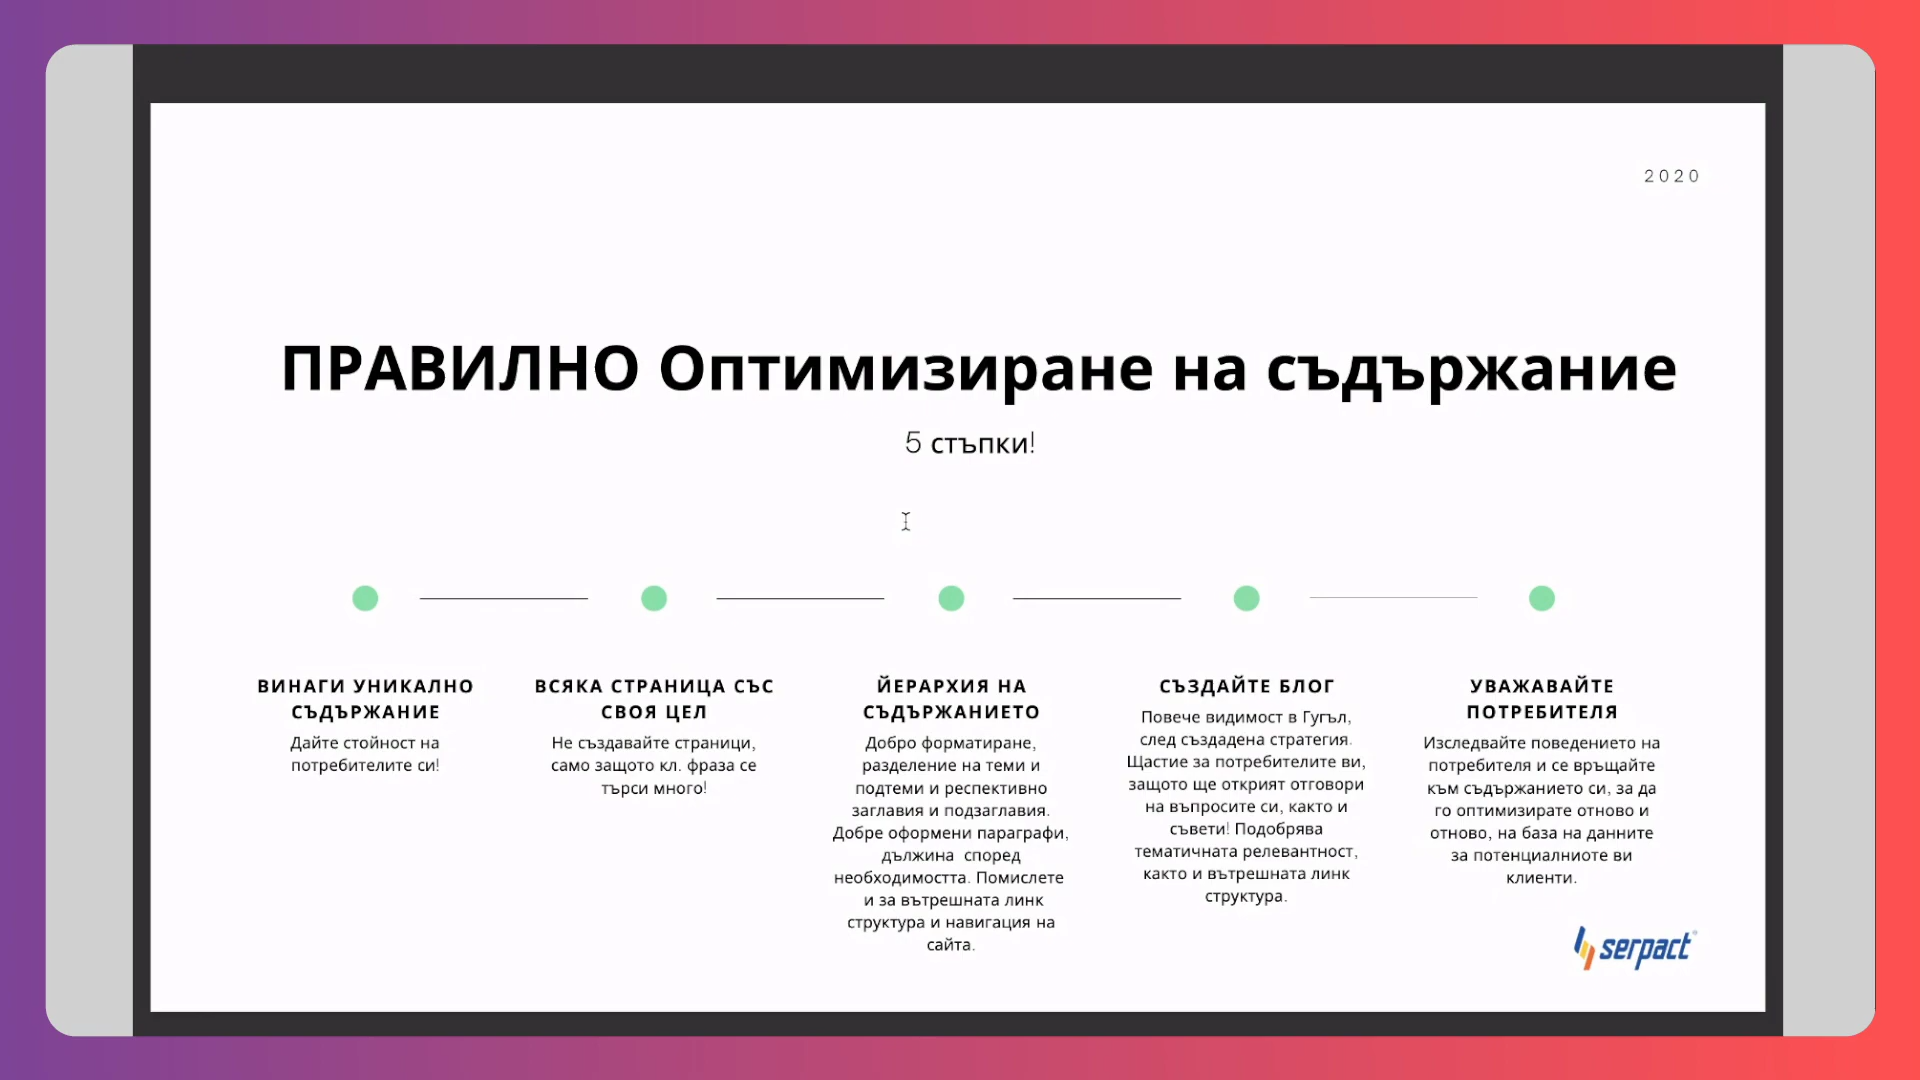 2020
ПРАВИЛНО Оптимизиране на съдържание
5 стъпки!
ВИНАГИ УНИКАЛНО
СЪДЪРЖАНИЕ
Дайте стойност на
потребителите си!
ВСЯКА СТРАНИЦА СЪС
СВОЯ ЦЕЛ
Не създавайте страници,
само защото кл. фраза се
търси много!
ЙЕРАРХИЯ НА
СЪДЪРЖАНИЕТО
Добро форматиране,
разделение на теми и
подтеми и респективно
заглавия и подзаглавия.
Добре оформени параграфи,
дължина според
необходимостта. Помислете
и за вътрешната линк
структура и навигация на
сайта.
СЪЗДАЙТЕ БЛОГ
Повече видимост в Гугъл,
след създадена стратегия.
Щастие за потребителите ви,
защото ще открият отговори
на въпросите си, както и
съвети! Подобрява
тематичната релевантност,
както и вътрешната линк
структура.
УВАЖАВАЙТЕ
ПОТРЕБИТЕЛЯ
Изследвайте поведението на
потребителя и се връщайте
към съдържанието си, за да
го оптимизирате отново и
отново, на база на данните
за потенциалниоте ви
клиенти.
serpact